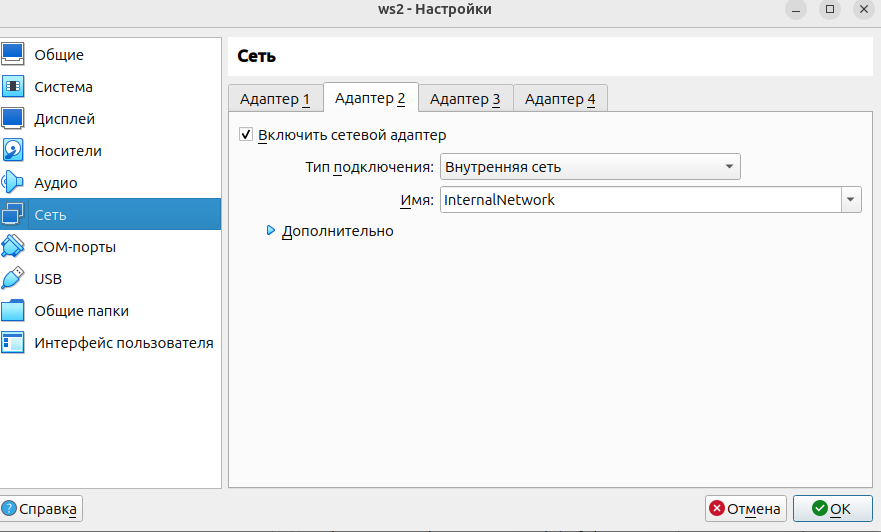 ws2 - Настройки
Общие
Система
Дисплей
Носители
Аудио
Сеть
COM-порты
USB
Общие папки
Интерфейс пользователя
Сеть
Адаптер 1 Адаптер 2 Адаптер 3 Адаптер 4
Включить сетевой адаптер
Тип подключения: Внутренняя сеть
Имя: InternalNetwork
Дополнительно
Справка Отмена OK